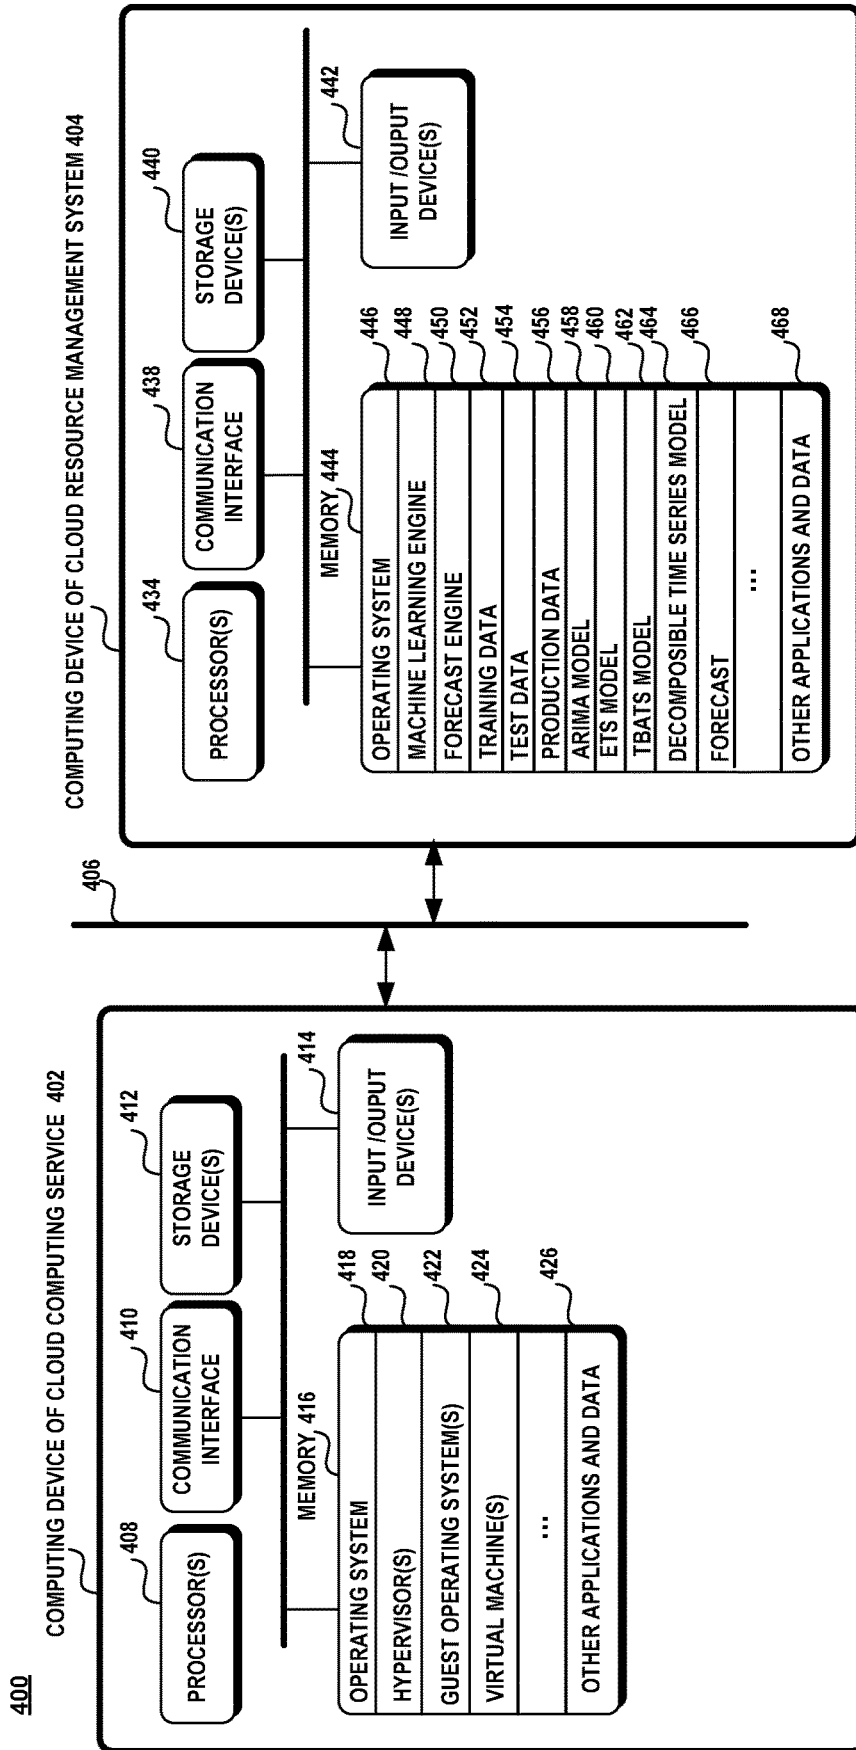 400
COMPUTING DEVICE OF CLOUD COMPUTING SERVICE 402
408
PROCESSOR(S)
410
COMMUNICATION
INTERFACE
412
STORAGE
DEVICE(S)
414
INPUT /OUPUT
DEVICE(S)
MEMORY 416
OPERATING SYSTEM
418
HYPERVISOR(S)
420
GUEST OPERATING SYSTEM(S)
422
VIRTUAL MACHINE(S)
424
...
OTHER APPLICATIONS AND DATA
426
406
COMPUTING DEVICE OF CLOUD RESOURCE MANAGEMENT SYSTEM 404
434
PROCESSOR(S)
438
COMMUNICATION
INTERFACE
440
STORAGE
DEVICE(S)
442
INPUT /OUPUT
DEVICE(S)
MEMORY 444
OPERATING SYSTEM
446
MACHINE LEARNING ENGINE
448
FORECAST ENGINE
450
TRAINING DATA
452
TEST DATA
454
PRODUCTION DATA
456
ARIMA MODEL
458
ETS MODEL
460
TBATS MODEL
462
DECOMPOSIBLE TIME SERIES MODEL
464
FORECAST
466
...
OTHER APPLICATIONS AND DATA
468